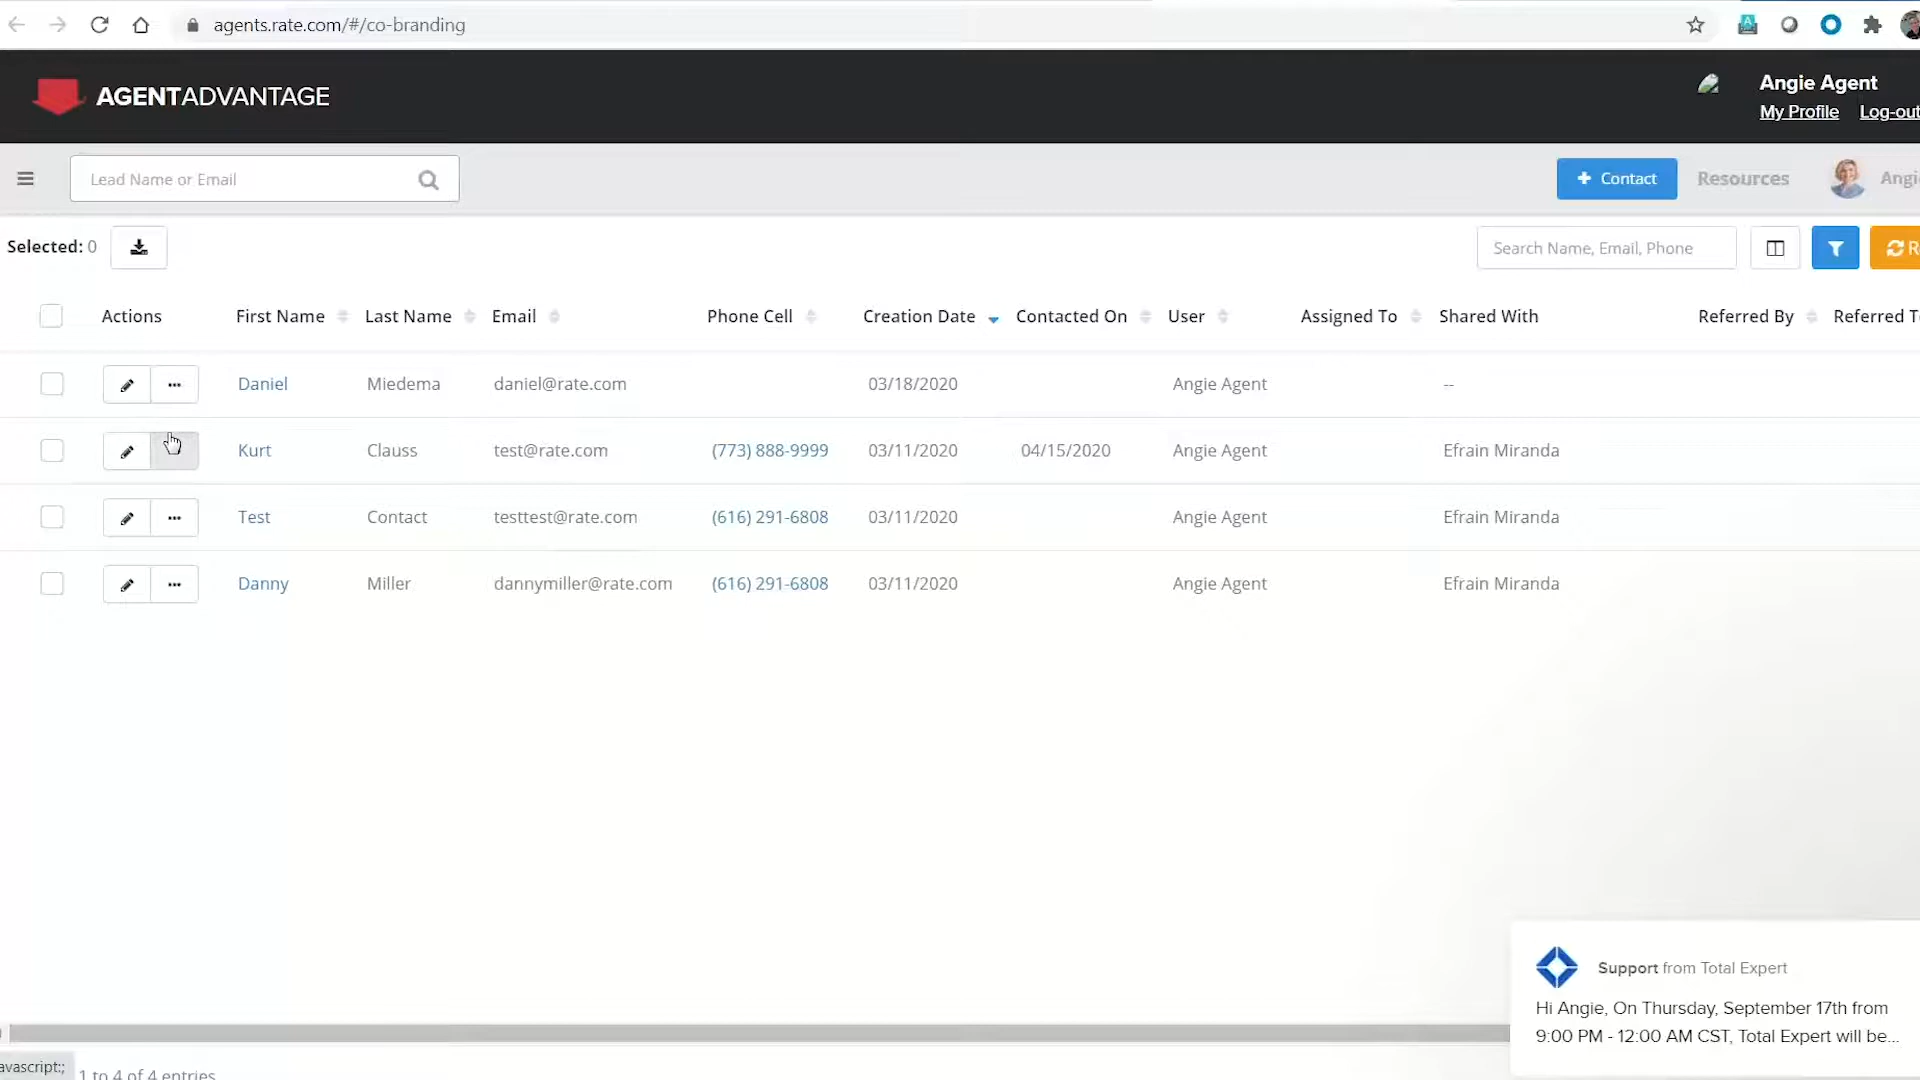 agents.rate.com/#/co-branding
AGENTADVANTAGE
Angie Agent
My Profile Log-out
Lead Name or Email
+ Contact Resources
Selected: 0
Search Name, Email, Phone
Actions First Name Last Name Email Phone Cell Creation Date Contacted On User Assigned To Shared With Referred By Referred
Daniel Miedema daniel@rate.com 03/18/2020 Angie Agent --
Kurt Clauss test@rate.com (773) 888-9999 03/11/2020 04/15/2020 Angie Agent Efrain Miranda
Test Contact testtest@rate.com (616) 291-6808 03/11/2020 Angie Agent Efrain Miranda
Danny Miller dannymiller@rate.com (616) 291-6808 03/11/2020 Angie Agent Efrain Miranda
Support from Total Expert
Hi Angie, On Thursday, September 17th from
9:00 PM - 12:00 AM CST, Total Expert will be...
avascript:;
1 to 4 of 4 entries